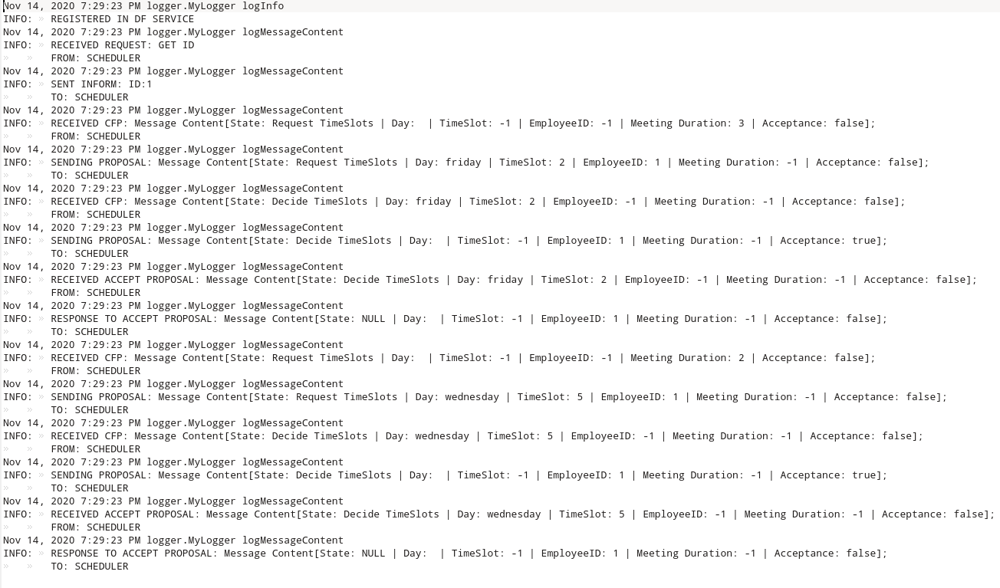 Nov 14, 2020 7:29:23 PM logger.MyLogger logInfo
INFO: » REGISTERED IN DF SERVICE
Nov 14, 2020 7:29:23 PM logger.MyLogger logMessageContent
INFO: » RECEIVED REQUEST: GET ID
» » FROM: SCHEDULER
Nov 14, 2020 7:29:23 PM logger.MyLogger logMessageContent
INFO: » SENT INFORM: ID:1
» » TO: SCHEDULER
Nov 14, 2020 7:29:23 PM logger.MyLogger logMessageContent
INFO: » RECEIVED CFP: Message Content[State: Request TimeSlots | Day:  | TimeSlot: -1 | EmployeeID: -1 | Meeting Duration: 3 | Acceptance: false];
» » FROM: SCHEDULER
Nov 14, 2020 7:29:23 PM logger.MyLogger logMessageContent
INFO: » SENDING PROPOSAL: Message Content[State: Request TimeSlots | Day: friday | TimeSlot: 2 | EmployeeID: 1 | Meeting Duration: -1 | Acceptance: false];
» » TO: SCHEDULER
Nov 14, 2020 7:29:23 PM logger.MyLogger logMessageContent
INFO: » RECEIVED CFP: Message Content[State: Decide TimeSlots | Day: friday | TimeSlot: 2 | EmployeeID: -1 | Meeting Duration: -1 | Acceptance: false];
» » FROM: SCHEDULER
Nov 14, 2020 7:29:23 PM logger.MyLogger logMessageContent
INFO: » SENDING PROPOSAL: Message Content[State: Decide TimeSlots | Day:  | TimeSlot: -1 | EmployeeID: 1 | Meeting Duration: -1 | Acceptance: true];
» » TO: SCHEDULER
Nov 14, 2020 7:29:23 PM logger.MyLogger logMessageContent
INFO: » RECEIVED ACCEPT PROPOSAL: Message Content[State: Decide TimeSlots | Day: friday | TimeSlot: 2 | EmployeeID: -1 | Meeting Duration: -1 | Acceptance: false];
» » FROM: SCHEDULER
Nov 14, 2020 7:29:23 PM logger.MyLogger logMessageContent
INFO: » RESPONSE TO ACCEPT PROPOSAL: Message Content[State: NULL | Day:  | TimeSlot: -1 | EmployeeID: 1 | Meeting Duration: -1 | Acceptance: false];
» » TO: SCHEDULER
Nov 14, 2020 7:29:23 PM logger.MyLogger logMessageContent
INFO: » RECEIVED CFP: Message Content[State: Request TimeSlots | Day:  | TimeSlot: -1 | EmployeeID: -1 | Meeting Duration: 2 | Acceptance: false];
» » FROM: SCHEDULER
Nov 14, 2020 7:29:23 PM logger.MyLogger logMessageContent
INFO: » SENDING PROPOSAL: Message Content[State: Request TimeSlots | Day: wednesday | TimeSlot: 5 | EmployeeID: 1 | Meeting Duration: -1 | Acceptance: false];
» » TO: SCHEDULER
Nov 14, 2020 7:29:23 PM logger.MyLogger logMessageContent
INFO: » RECEIVED CFP: Message Content[State: Decide TimeSlots | Day: wednesday | TimeSlot: 5 | EmployeeID: -1 | Meeting Duration: -1 | Acceptance: false];
» » FROM: SCHEDULER
Nov 14, 2020 7:29:23 PM logger.MyLogger logMessageContent
INFO: » SENDING PROPOSAL: Message Content[State: Decide TimeSlots | Day:  | TimeSlot: -1 | EmployeeID: 1 | Meeting Duration: -1 | Acceptance: true];
» » TO: SCHEDULER
Nov 14, 2020 7:29:23 PM logger.MyLogger logMessageContent
INFO: » RECEIVED ACCEPT PROPOSAL: Message Content[State: Decide TimeSlots | Day: wednesday | TimeSlot: 5 | EmployeeID: -1 | Meeting Duration: -1 | Acceptance: false];
» » FROM: SCHEDULER
Nov 14, 2020 7:29:23 PM logger.MyLogger logMessageContent
INFO: » RESPONSE TO ACCEPT PROPOSAL: Message Content[State: NULL | Day:  | TimeSlot: -1 | EmployeeID: 1 | Meeting Duration: -1 | Acceptance: false];
» » TO: SCHEDULER